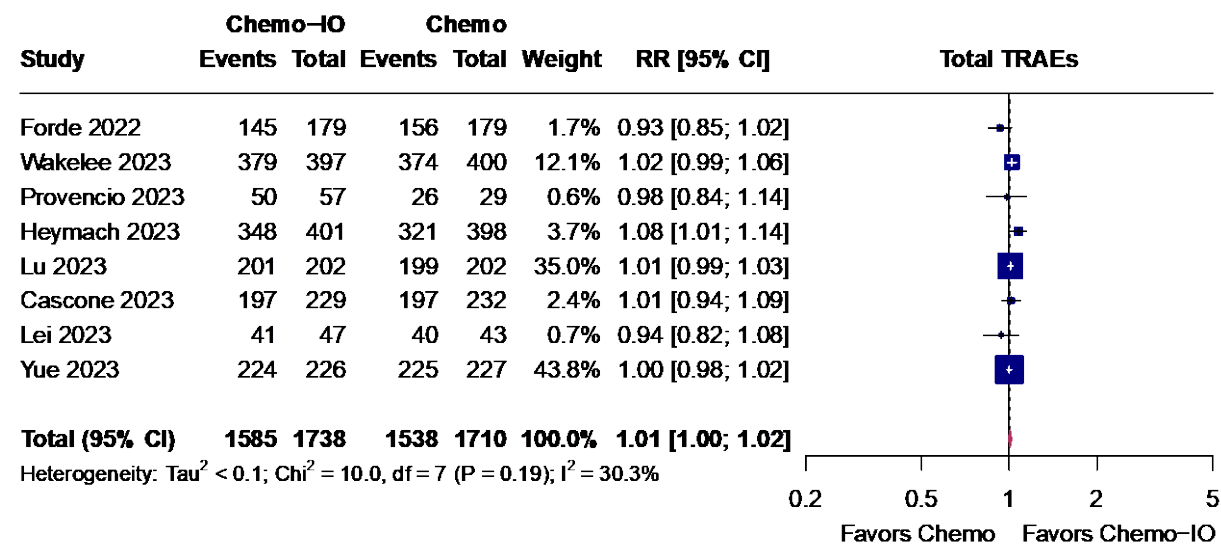 Chemo−IO Chemo
Study Events Total Events Total Weight RR [95% CI] Total TRAEs
Forde 2022 145 179 156 179 1.7% 0.93 [0.85; 1.02]
Wakelee 2023 379 397 374 400 12.1% 1.02 [0.99; 1.06]
Provencio 2023 50 57 26 29 0.6% 0.98 [0.84; 1.14]
Heymach 2023 348 401 321 398 3.7% 1.08 [1.01; 1.14]
Lu 2023 201 202 199 202 35.0% 1.01 [0.99; 1.03]
Cascone 2023 197 229 197 232 2.4% 1.01 [0.94; 1.09]
Lei 2023 41 47 40 43 0.7% 0.94 [0.82; 1.08]
Yue 2023 224 226 225 227 43.8% 1.00 [0.98; 1.02]
Total (95% CI) 1585 1738 1538 1710 100.0% 1.01 [1.00; 1.02]
Heterogeneity: Tau² < 0.1; Chi² = 10.0, df = 7 (P = 0.19); I² = 30.3%
0.2 0.5 1 2 5
Favors Chemo Favors Chemo−IO